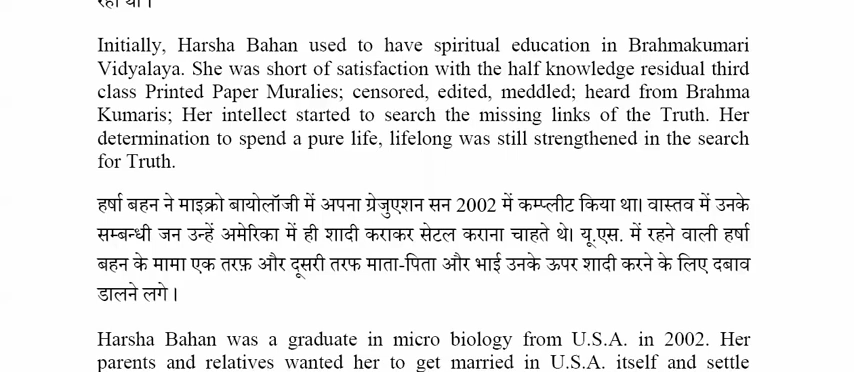 रहा था ।
Initially, Harsha Bahan used to have spiritual education in Brahmakumari
Vidyalaya. She was short of satisfaction with the half knowledge residual third
class Printed Paper Muralies; censored, edited, meddled; heard from Brahma
Kumaris; Her intellect started to search the missing links of the Truth. Her
determination to spend a pure life, lifelong was still strengthened in the search
for Truth.
हर्षा बहन ने माइक्रो बायोलॉजी में अपना ग्रेजुएशन सन 2002 में कम्प्लीट किया था। वास्तव में उनके
सम्बन्धी जन उन्हें अमेरिका में ही शादी कराकर सेटल कराना चाहते थे। यू.एस. में रहने वाली हर्षा
बहन के मामा एक तरफ़ और दूसरी तरफ माता-पिता और भाई उनके ऊपर शादी करने के लिए दबाव
डालने लगे ।
Harsha Bahan was a graduate in micro biology from U.S.A. in 2002. Her
parents and relatives wanted her to get married in U.S.A. itself and settle